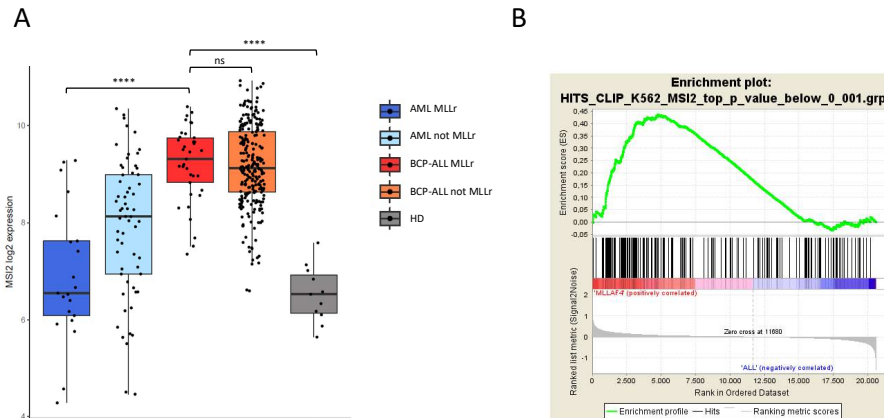 A
B
****
****
ns
MSI2 log2 expression
10
8
6
4
AML MLLr
AML not MLLr
BCP-ALL MLLr
BCP-ALL not MLLr
HD
Enrichment plot:
HITS_CLIP_K562_MSI2_top_p_value_below_0_001.grp
Enrichment score (ES)
0,45
0,40
0,35
0,30
0,25
0,20
0,15
0,10
0,05
0,00
-0,05
'MLLAF4' (positively correlated)
Ranked list metric (Signal2Noise)
2
1
0
-1
Zero cross at 11680
'ALL' (negatively correlated)
0
2.500
5.000
7.500
10.000
12.500
15.000
17.500
20.000
Rank in Ordered Dataset
Enrichment profile
Hits
Ranking metric scores